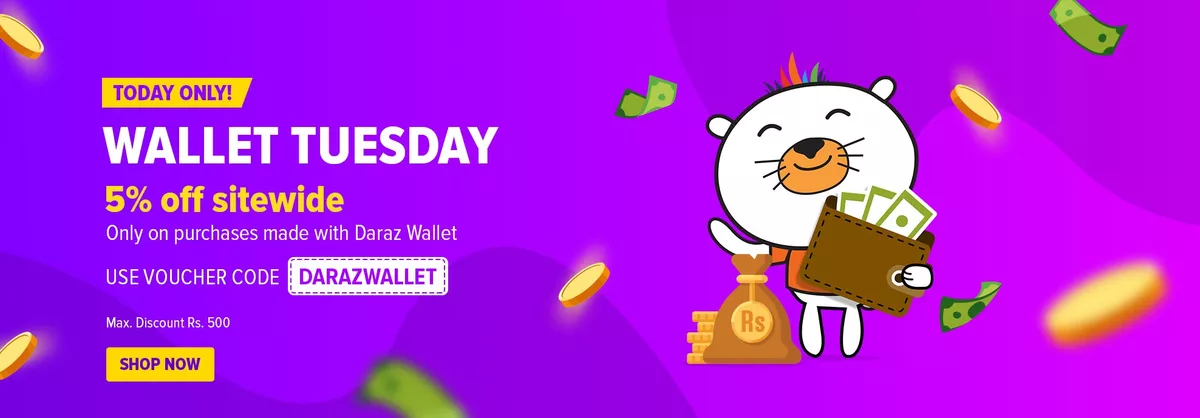 TODAY ONLY!
WALLET TUESDAY
5% off sitewide
Only on purchases made with Daraz Wallet
USE VOUCHER CODE DARAZWALLET
Max. Discount Rs. 500
SHOP NOW
Rs